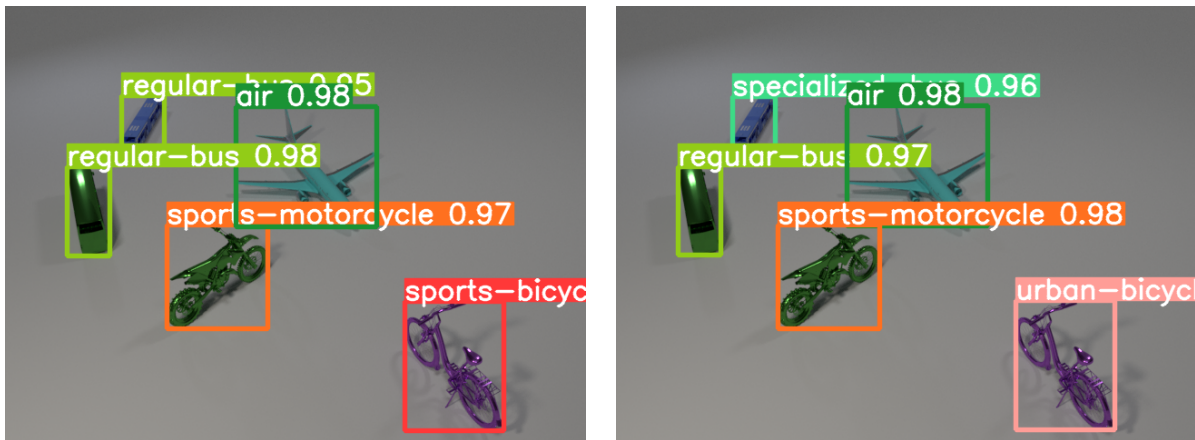 regular-bus 0.95
air 0.98
regular-bus 0.98
sports-motorcycle 0.97
sports-bicyc
specialized-bus 0.96
air 0.98
regular-bus 0.97
sports-motorcycle 0.98
urban-bicycl